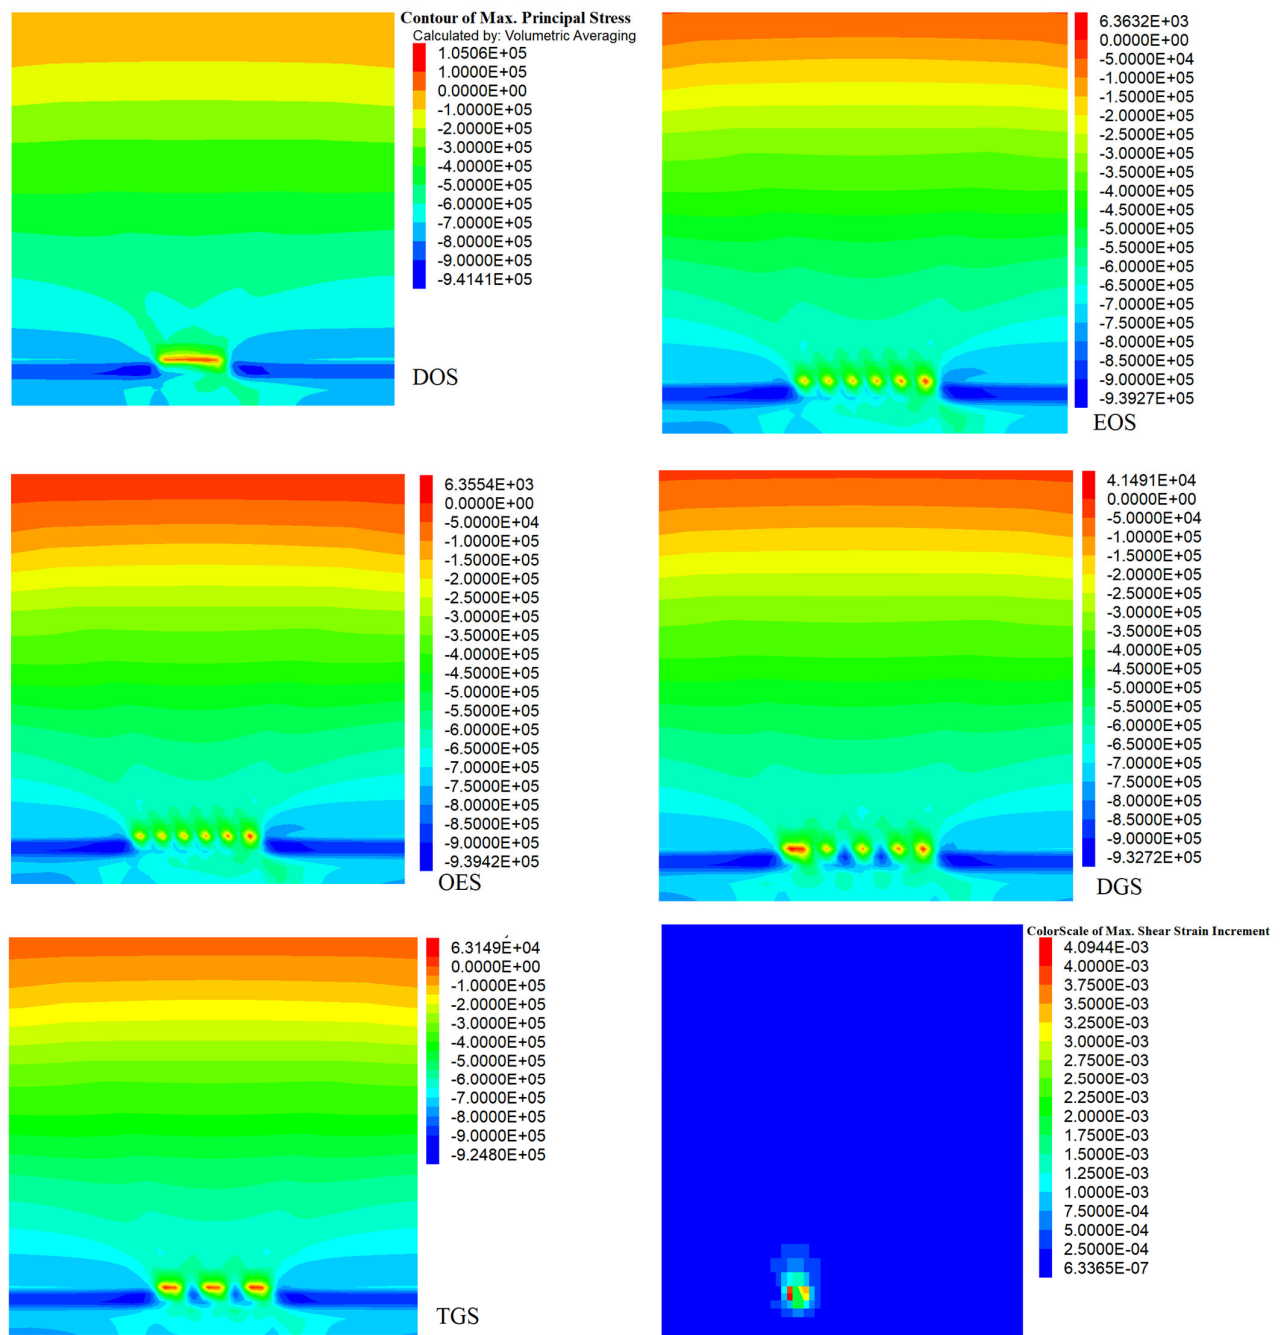 Contour of Max. Principal Stress
Calculated by: Volumetric Averaging
1.0506E+05
1.0000E+05
0.0000E+00
-1.0000E+05
-2.0000E+05
-3.0000E+05
-4.0000E+05
-5.0000E+05
-6.0000E+05
-7.0000E+05
-8.0000E+05
-9.0000E+05
-9.4141E+05
DOS
6.3632E+03
0.0000E+00
-5.0000E+04
-1.0000E+05
-1.5000E+05
-2.0000E+05
-2.5000E+05
-3.0000E+05
-3.5000E+05
-4.0000E+05
-4.5000E+05
-5.0000E+05
-5.5000E+05
-6.0000E+05
-6.5000E+05
-7.0000E+05
-7.5000E+05
-8.0000E+05
-8.5000E+05
-9.0000E+05
-9.3927E+05
EOS
6.3554E+03
0.0000E+00
-5.0000E+04
-1.0000E+05
-1.5000E+05
-2.0000E+05
-2.5000E+05
-3.0000E+05
-3.5000E+05
-4.0000E+05
-4.5000E+05
-5.0000E+05
-5.5000E+05
-6.0000E+05
-6.5000E+05
-7.0000E+05
-7.5000E+05
-8.0000E+05
-8.5000E+05
-9.0000E+05
-9.3942E+05
OES
4.1491E+04
0.0000E+00
-5.0000E+04
-1.0000E+05
-1.5000E+05
-2.0000E+05
-2.5000E+05
-3.0000E+05
-3.5000E+05
-4.0000E+05
-4.5000E+05
-5.0000E+05
-5.5000E+05
-6.0000E+05
-6.5000E+05
-7.0000E+05
-7.5000E+05
-8.0000E+05
-8.5000E+05
-9.0000E+05
-9.3272E+05
DGS
6.3149E+04
0.0000E+00
-1.0000E+05
-2.0000E+05
-3.0000E+05
-4.0000E+05
-5.0000E+05
-6.0000E+05
-7.0000E+05
-8.0000E+05
-9.0000E+05
-9.2480E+05
TGS
ColorScale of Max. Shear Strain Increment
4.0944E-03
4.0000E-03
3.7500E-03
3.5000E-03
3.2500E-03
3.0000E-03
2.7500E-03
2.5000E-03
2.0000E-03
1.7500E-03
1.5000E-03
1.2500E-03
1.0000E-03
7.5000E-04
5.0000E-04
2.5000E-04
6.3365E-07